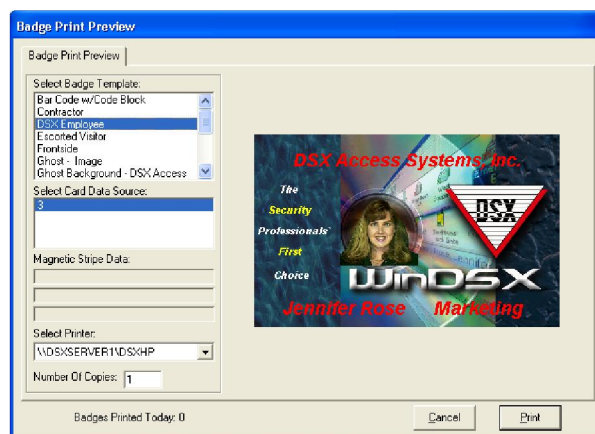 Badge Print Preview
Badge Print Preview
Select Badge Template:
Bar Code w/Code Block
Contractor
DSX Employee
Escorted Visitor
Frontside
Ghost - Image
Ghost Background - DSX Access
Select Card Data Source:
3
Magnetic Stripe Data:
Select Printer:
\\DSXSERVER1\DSXHP
Number Of Copies: 1
DSX Access Systems, Inc.
The
Security
Professionals'
First
Choice
DSX
WinDSX
Jennifer Rose Marketing
Badges Printed Today: 0
Cancel
Print